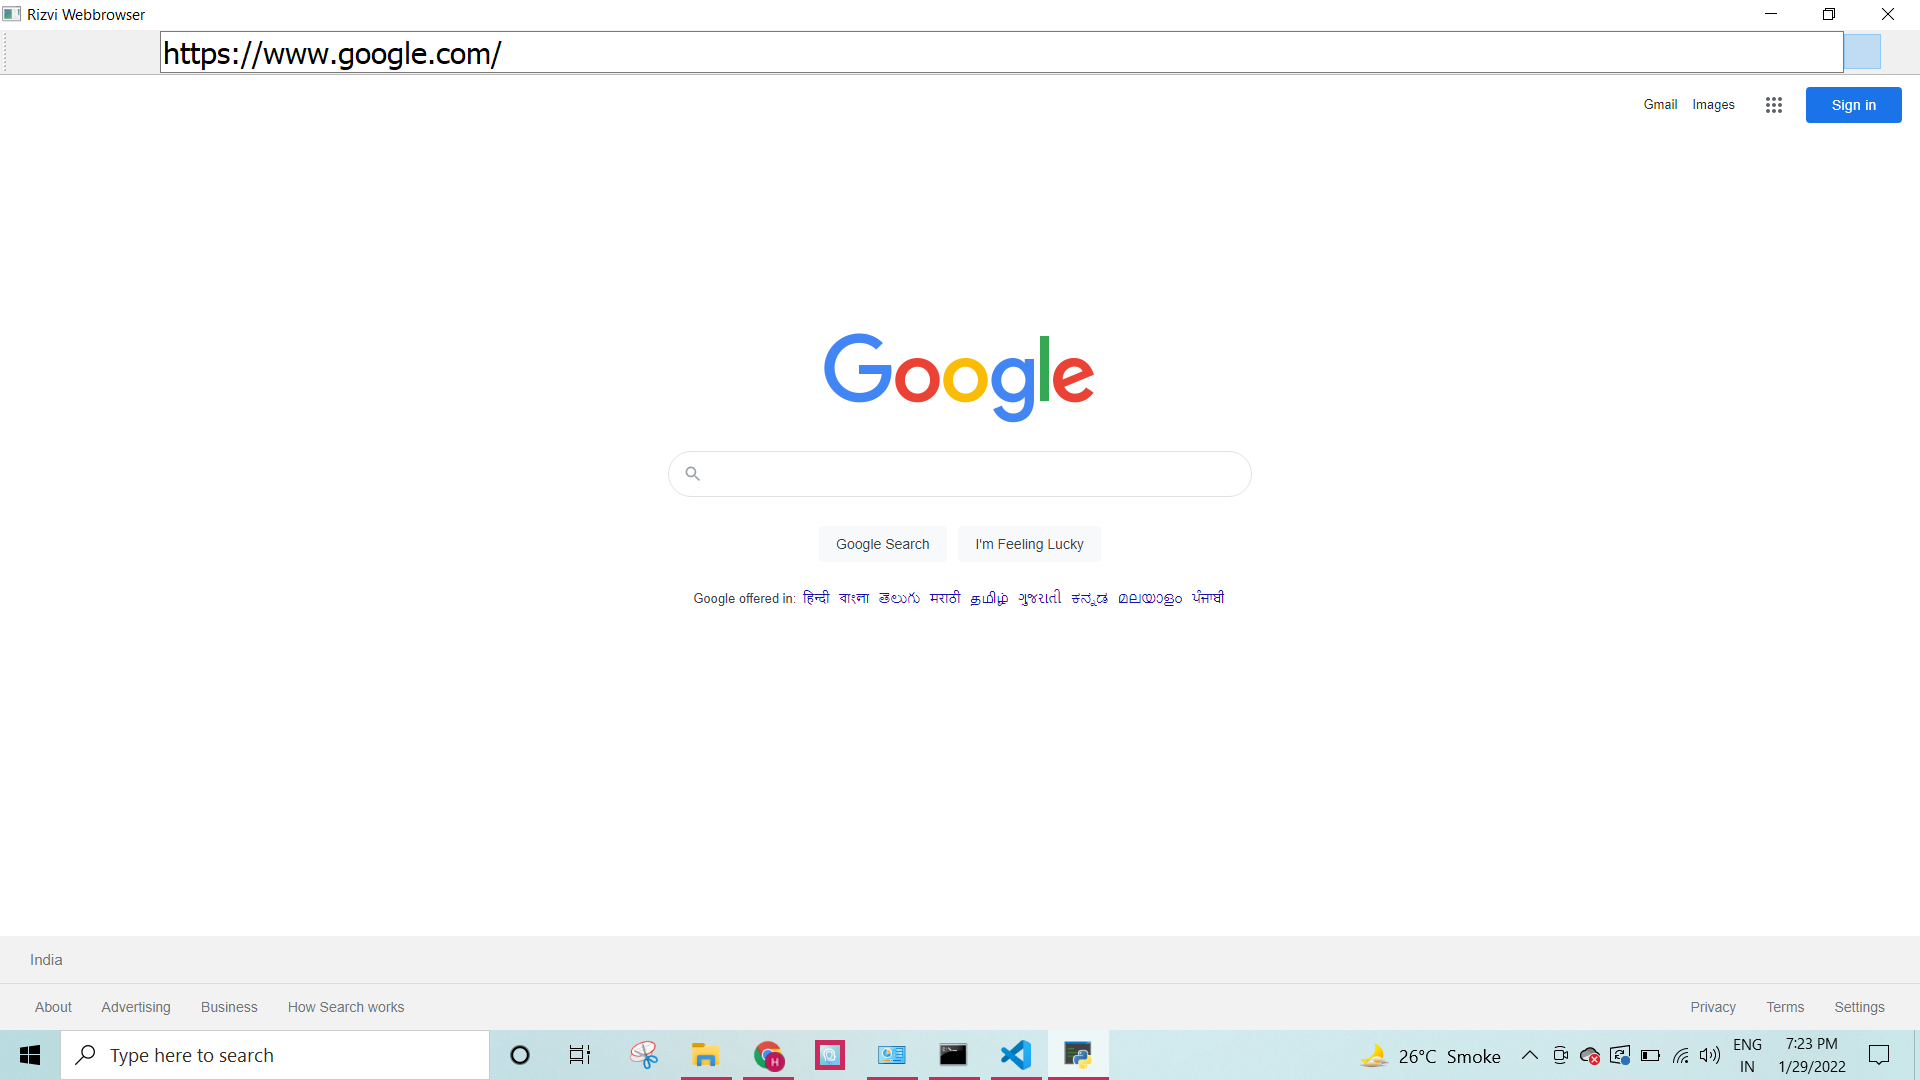 Rizvi Webbrowser
https://www.google.com/
Gmail Images Sign in
Google
Google Search I'm Feeling Lucky
Google offered in: हिन्दी বাংলা తెలుగు मराठी தமிழ் ગુજરાતી ಕನ್ನಡ മലയാളം ਪੰਜਾਬੀ
India
About Advertising Business How Search works Privacy Terms Settings
Type here to search H 26°C Smoke ENG IN 7:23 PM 1/29/2022